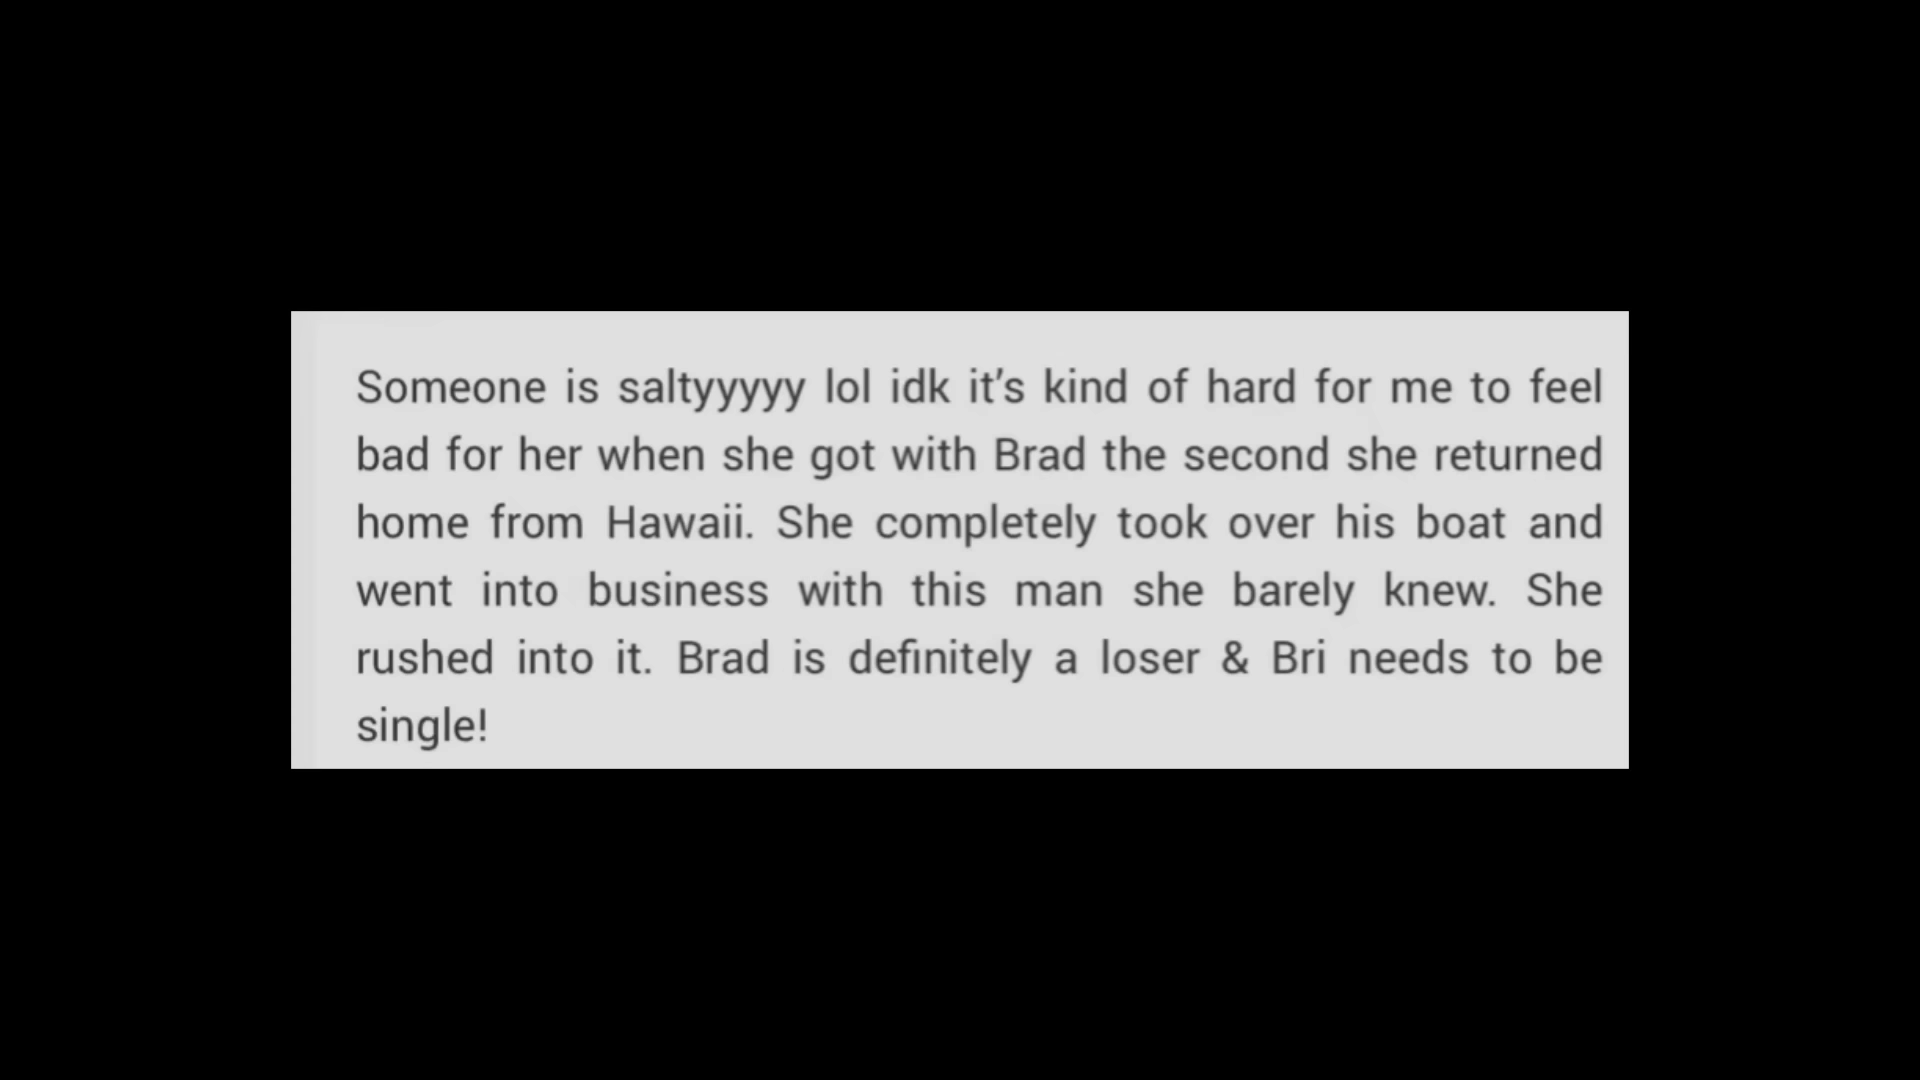 Someone is saltyyyyy lol idk it's kind of hard for me to feel
bad for her when she got with Brad the second she returned
home from Hawaii. She completely took over his boat and
went into business with this man she barely knew. She
rushed into it. Brad is definitely a loser & Bri needs to be
single!